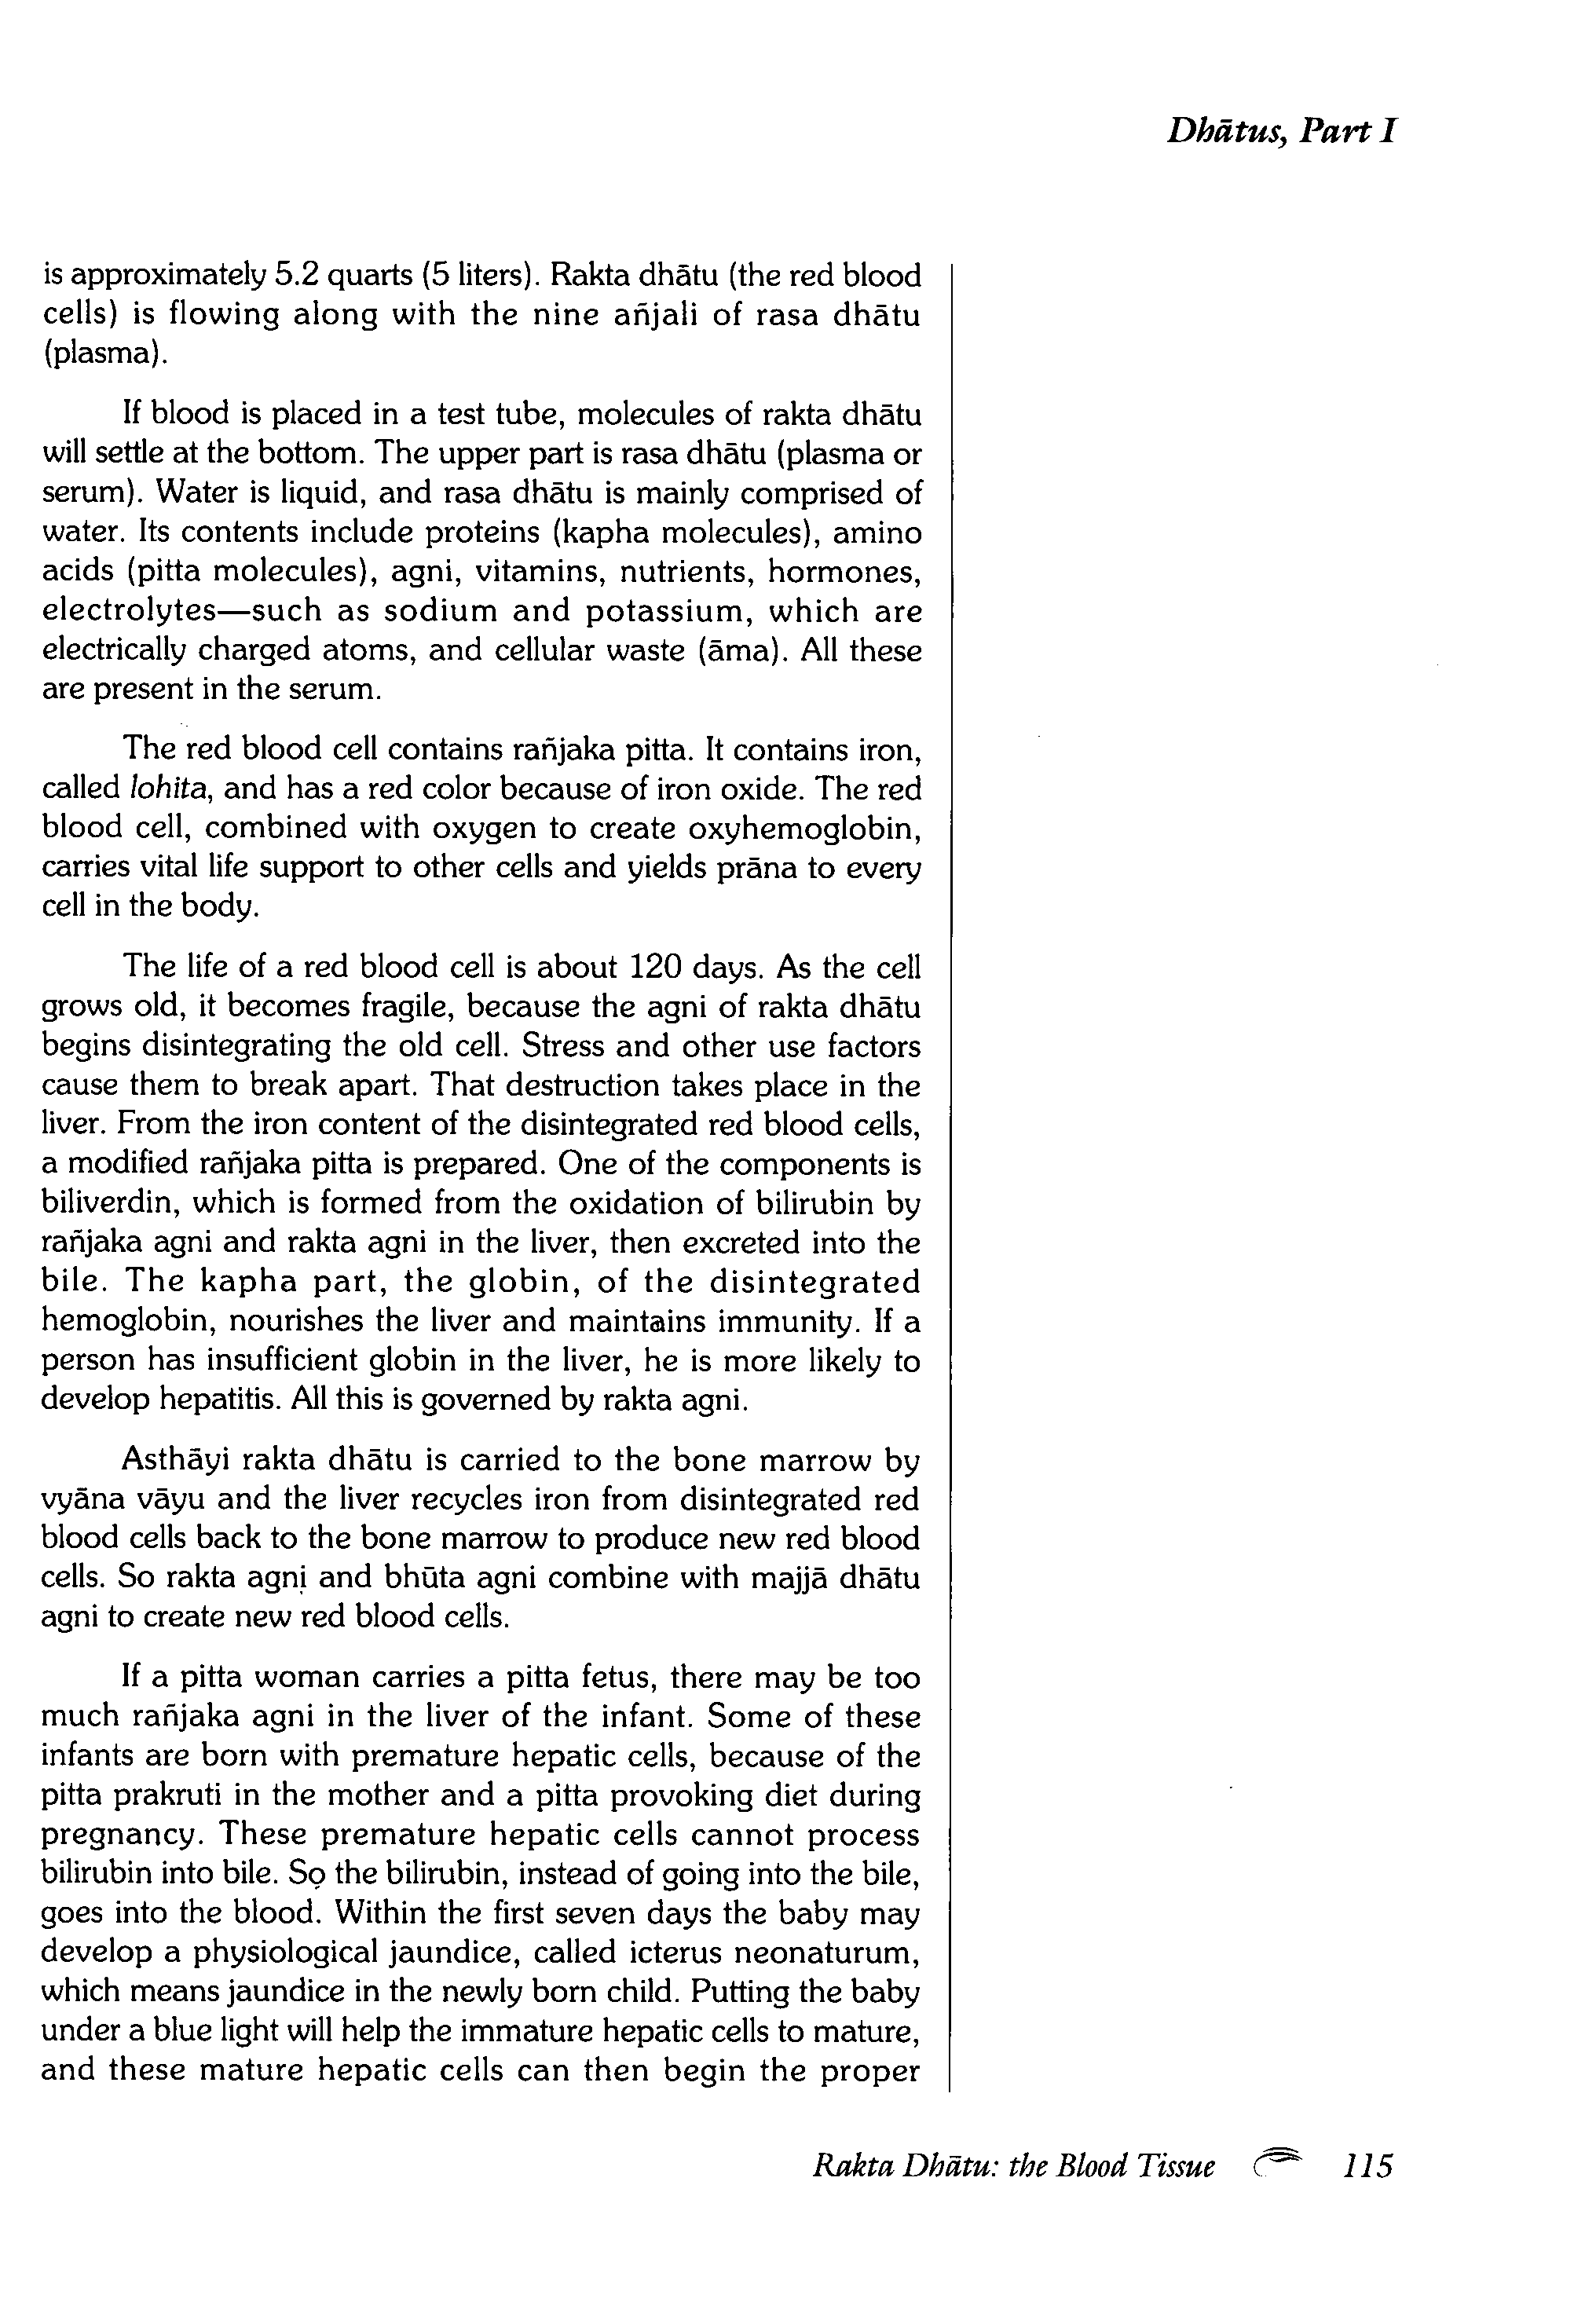 Dhātus, Part I
is approximately 5.2 quarts (5 liters). Rakta dhātu (the red blood
cells) is flowing along with the nine añjali of rasa dhātu
(plasma).
If blood is placed in a test tube, molecules of rakta dhātu
will settle at the bottom. The upper part is rasa dhātu (plasma or
serum). Water is liquid, and rasa dhātu is mainly comprised of
water. Its contents include proteins (kapha molecules), amino
acids (pitta molecules), agni, vitamins, nutrients, hormones,
electrolytes—such as sodium and potassium, which are
electrically charged atoms, and cellular waste (āma). All these
are present in the serum.
The red blood cell contains rañjaka pitta. It contains iron,
called lohita, and has a red color because of iron oxide. The red
blood cell, combined with oxygen to create oxyhemoglobin,
carries vital life support to other cells and yields prāna to every
cell in the body.
The life of a red blood cell is about 120 days. As the cell
grows old, it becomes fragile, because the agni of rakta dhātu
begins disintegrating the old cell. Stress and other use factors
cause them to break apart. That destruction takes place in the
liver. From the iron content of the disintegrated red blood cells,
a modified rañjaka pitta is prepared. One of the components is
biliverdin, which is formed from the oxidation of bilirubin by
rañjaka agni and rakta agni in the liver, then excreted into the
bile. The kapha part, the globin, of the disintegrated
hemoglobin, nourishes the liver and maintains immunity. If a
person has insufficient globin in the liver, he is more likely to
develop hepatitis. All this is governed by rakta agni.
Asthāyi rakta dhātu is carried to the bone marrow by
vyāna vāyu and the liver recycles iron from disintegrated red
blood cells back to the bone marrow to produce new red blood
cells. So rakta agni and bhūta agni combine with majjā dhātu
agni to create new red blood cells.
If a pitta woman carries a pitta fetus, there may be too
much rañjaka agni in the liver of the infant. Some of these
infants are born with premature hepatic cells, because of the
pitta prakruti in the mother and a pitta provoking diet during
pregnancy. These premature hepatic cells cannot process
bilirubin into bile. So the bilirubin, instead of going into the bile,
goes into the blood. Within the first seven days the baby may
develop a physiological jaundice, called icterus neonaturum,
which means jaundice in the newly born child. Putting the baby
under a blue light will help the immature hepatic cells to mature,
and these mature hepatic cells can then begin the proper
Rakta Dhātu: the Blood Tissue 115